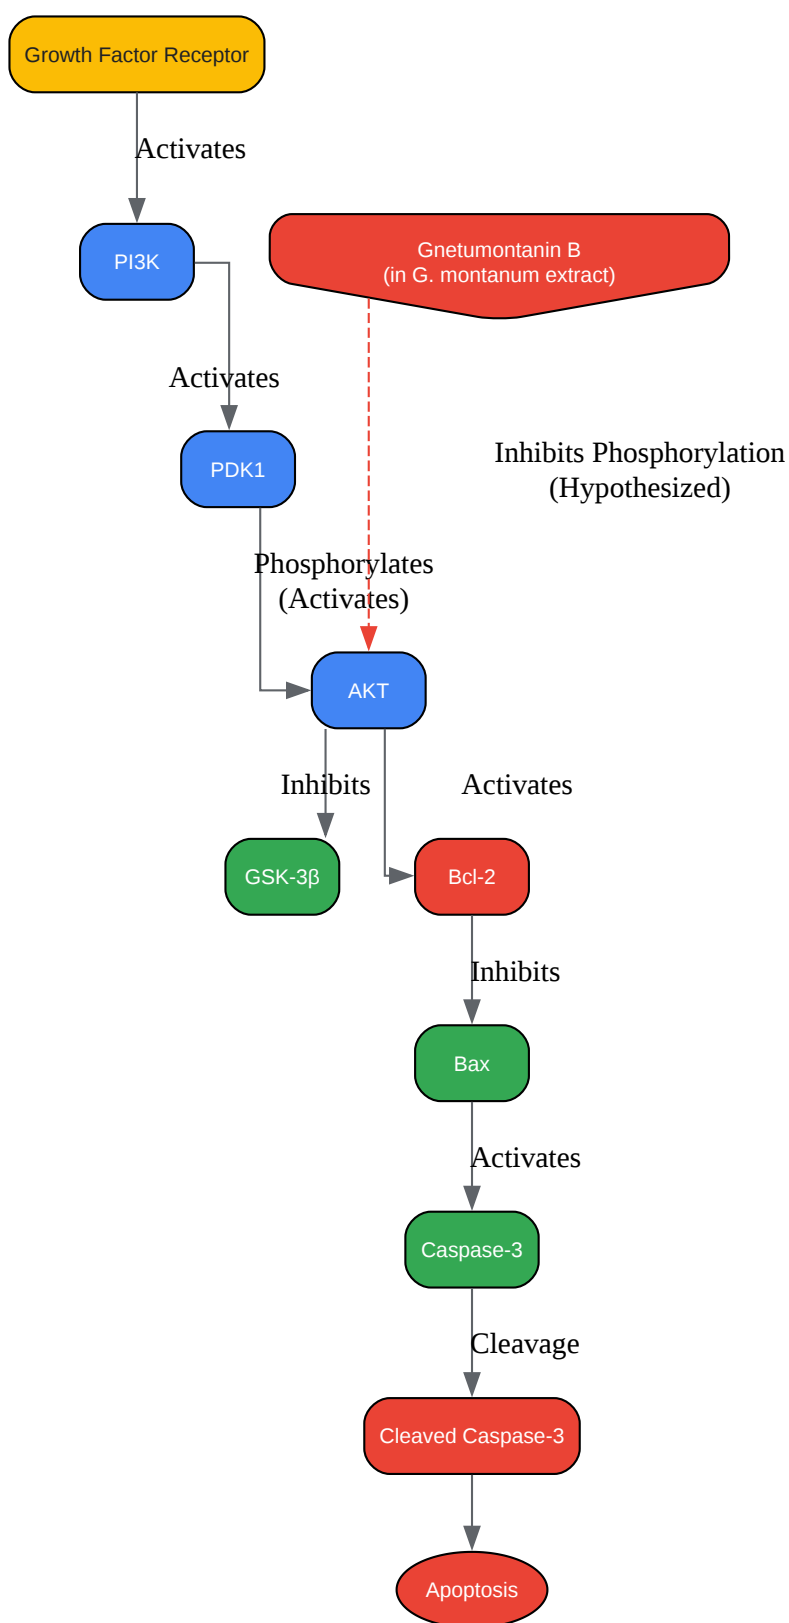 Growth Factor Receptor
Activates
PI3K
Gnetumontanin B
(in G. montanum extract)
Activates
Inhibits Phosphorylation
(Hypothesized)
PDK1
Phosphorylates
(Activates)
AKT
Inhibits
Activates
GSK-3β
Bcl-2
Inhibits
Bax
Activates
Caspase-3
Cleavage
Cleaved Caspase-3
Apoptosis